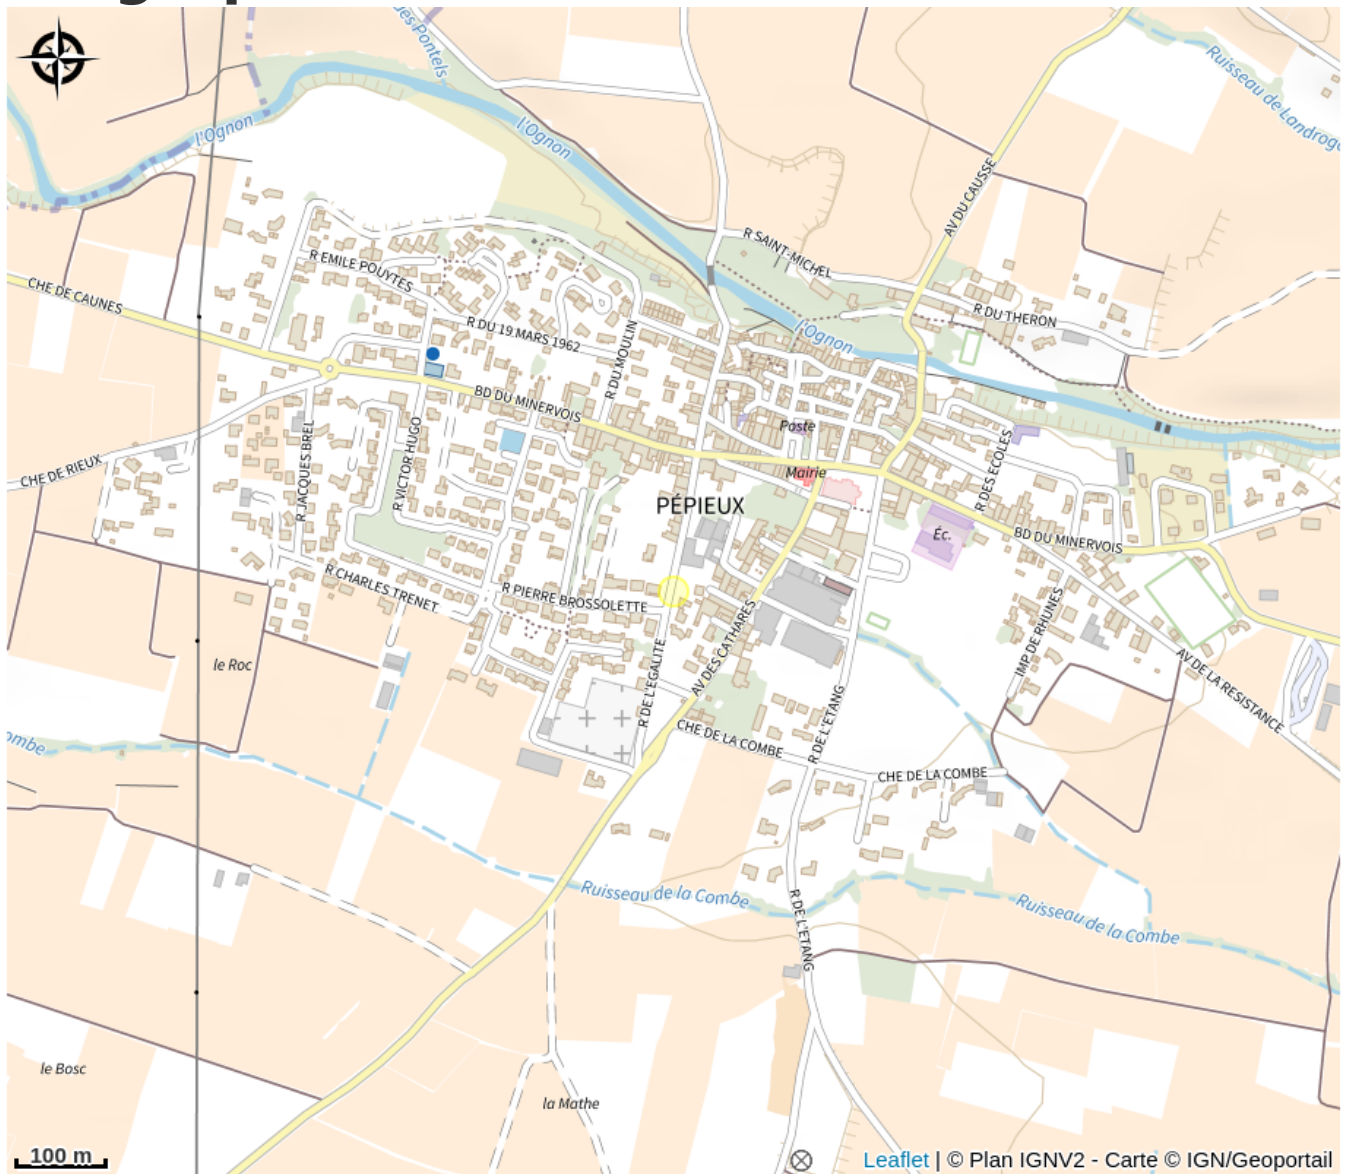 Ruisseau de Landrog
l'Ognon
l'Ognon
AV DU CAUSSE
R SAINT-MICHEL
R EMILE POUYTES
CHE DE CAUNES
R DU THERON
R DU 19 MARS 1962
l'Ognon
R DU MOULIN
BD DU MINERVOIS
Poste
R VICTOR HUGO
R JACQUES BREL
CHE DE RIEUX
Mairie
R DES ECOLES
PÉPIEUX
Éc.
BD DU MINERVOIS
R CHARLES TRENET
R PIERRE BROSSOLETTE
IMP DE RHUNES
AV DES CATHARES
R DE L'EGALITE
le Roc
AV DE LA RESISTANCE
R DE L'ETANG
CHE DE LA COMBE
ombe
CHE DE LA COMBE
Ruisseau de la Combe
R DE L'ETANG
Ruisseau de la Combe
le Bosc
la Mathe
100 m
Leaflet | © Plan IGNV2 - Carte © IGN/Geoportail